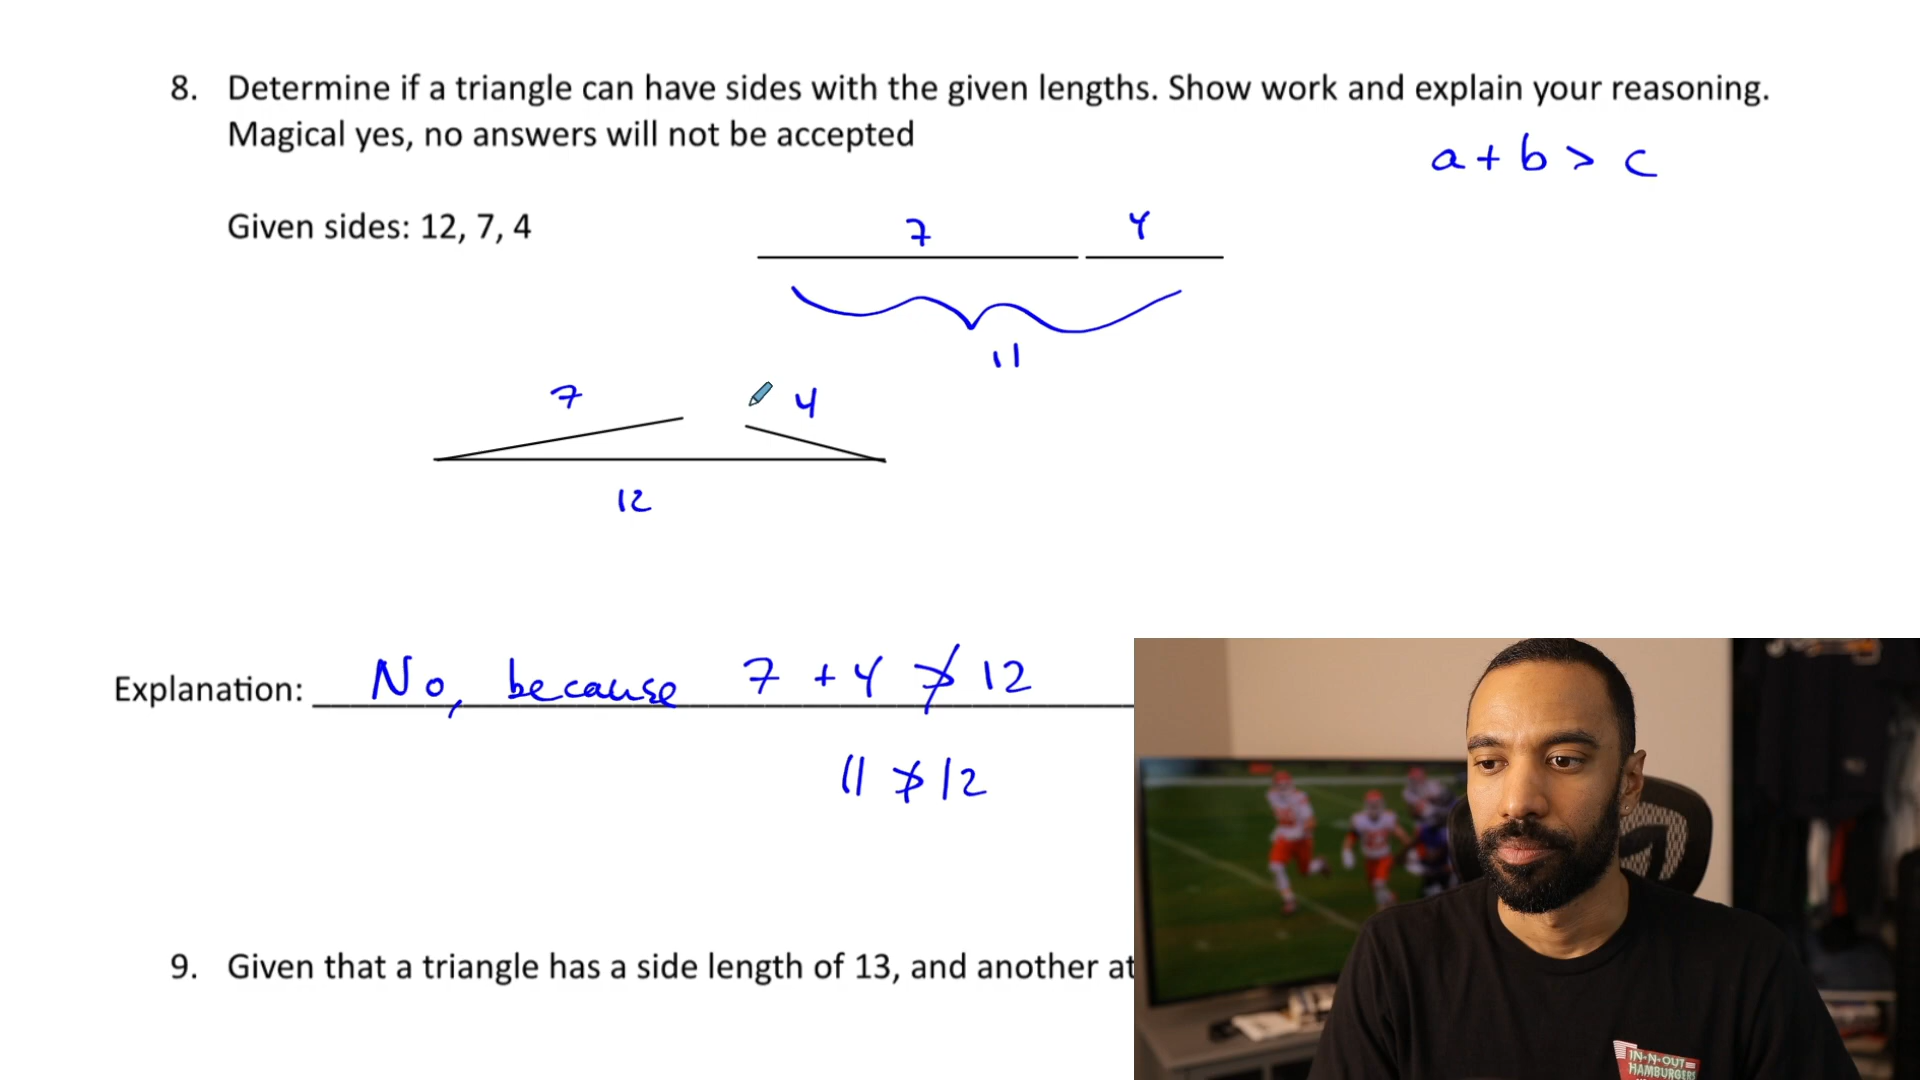 8. Determine if a triangle can have sides with the given lengths. Show work and explain your reasoning.
Magical yes, no answers will not be accepted
a + b > c
Given sides: 12, 7, 4
7 4
11
7 4
12
Explanation: No, because 7 + 4 ≯ 12
11 ≯ 12
9. Given that a triangle has a side length of 13, and another at
IN-N-OUT
HAMBURGERS